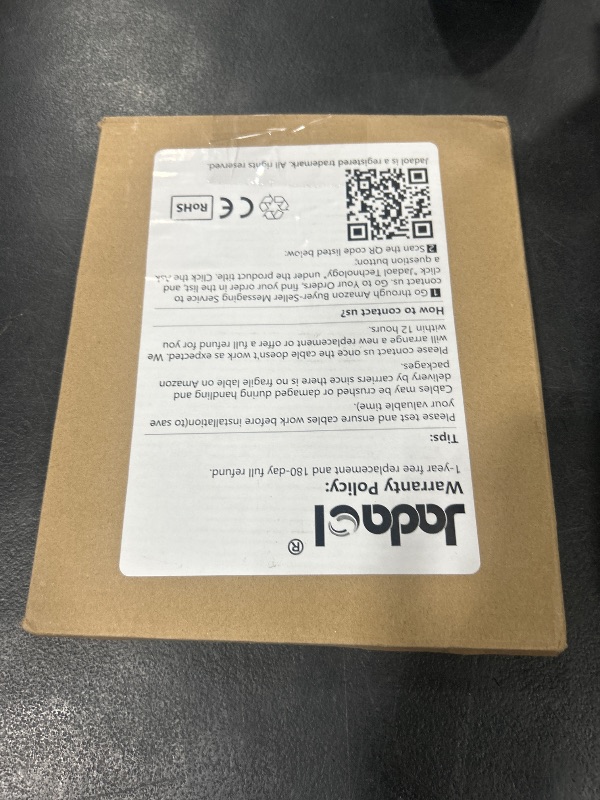 Jadaol®
Warranty Policy:
1-year free replacement and 180-day full refund.
Tips:
Please test and ensure cables work before installation(to save
your valuable time).
Cables may be crushed or damaged during handling and
delivery by carriers since there is no fragile lable on Amazon
packages.
Please contact us once the cable doesn't work as expected. We
will arrange a new replacement or offer a full refund for you
within 12 hours.
How to contact us?
1 Go through Amazon Buyer-Seller Messaging Service to
contact us. Go to Your Orders, find your order in the list, and
click "Jadaol Technology" under the product title. Click the Ask
a question button;
2 Scan the QR code listed below;
CE RoHS
Jadaol is a registered trademark. All rights reserved.